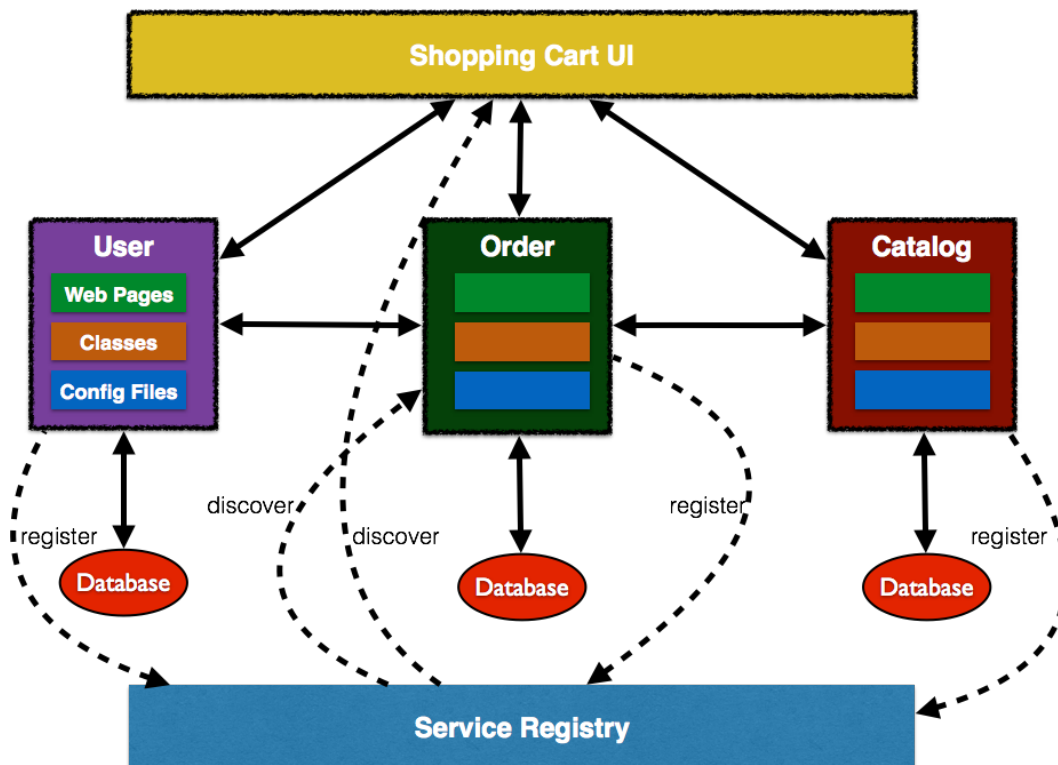 Shopping Cart UI
User
Order
Catalog
Web Pages
Classes
Config Files
discover
register
register
discover
register
Database
Database
Database
Service Registry